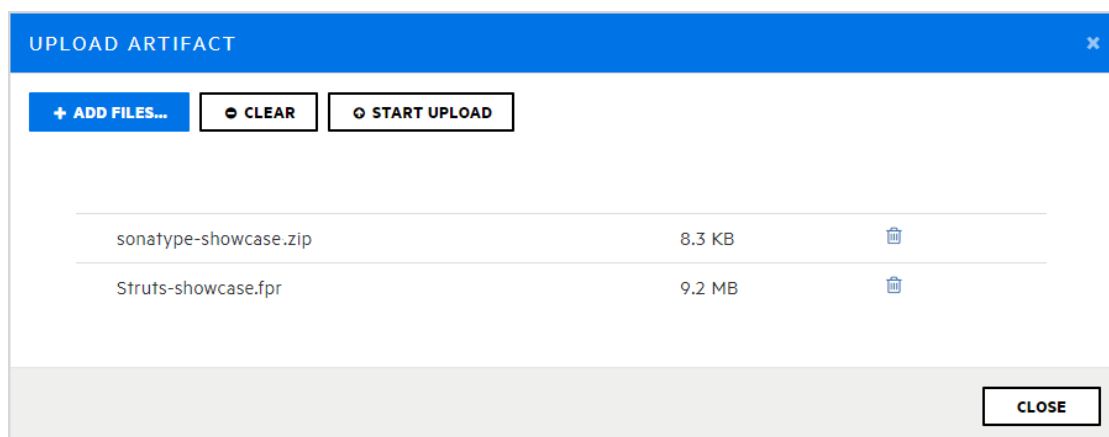 UPLOAD ARTIFACT
ADD FILES... CLEAR START UPLOAD
sonatype-showcase.zip 8.3 KB
Struts-showcase.fpr 9.2 MB
CLOSE